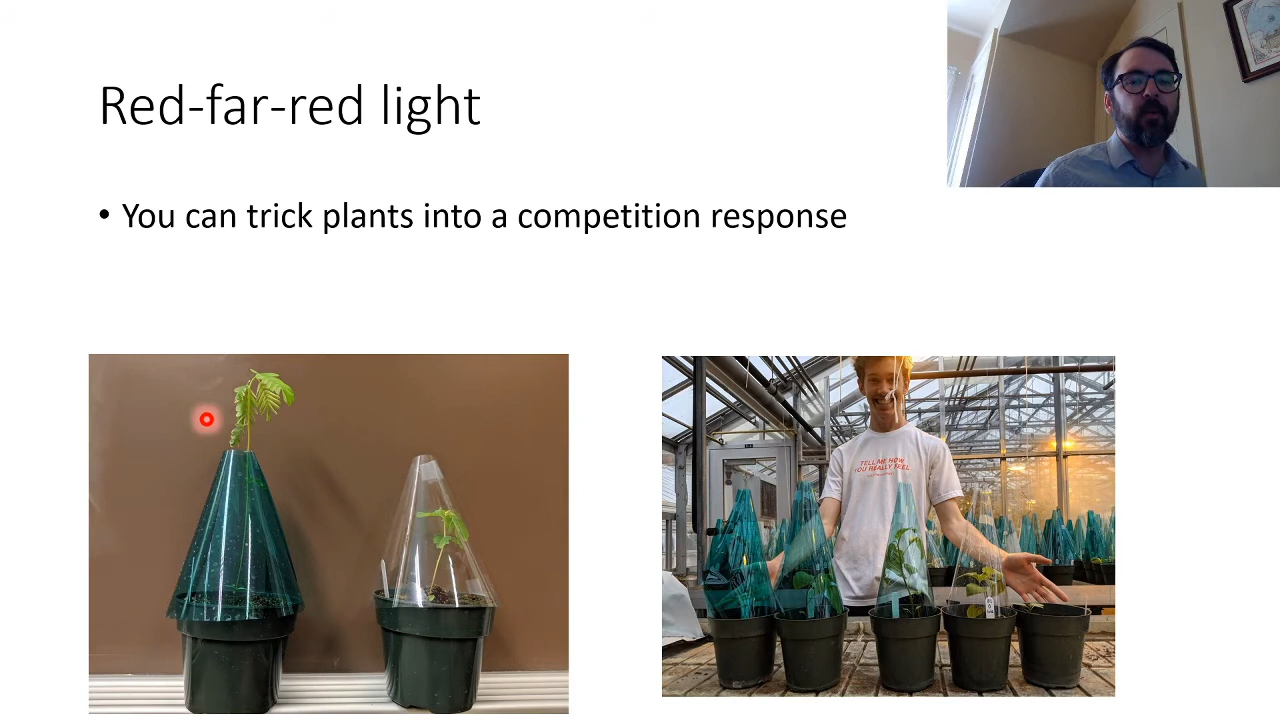 Red-far-red light
• You can trick plants into a competition response
TELL ME HOW
YOU REALLY FEEL